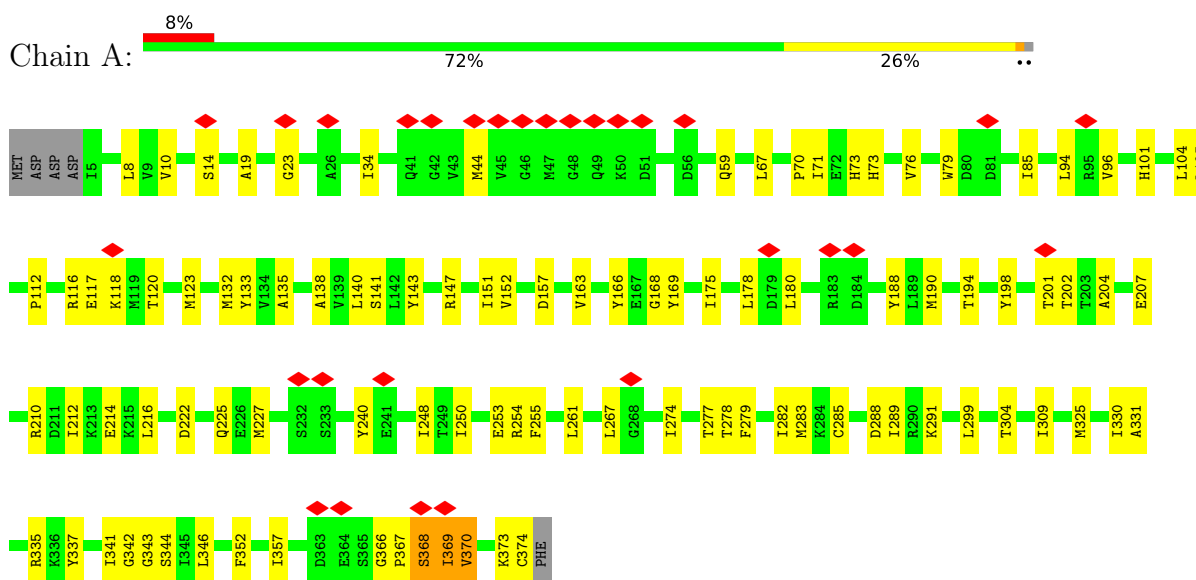 8%
Chain A:
72% 26% ••
MET ASP ASP ASP I5 L8 V9 V10 S14 A19 G23 A26 I34 Q41 G42 V43 M44 V45 G46 M47 G48 Q49 K50 D51 D56 Q59 L67 P70 I71 E72 H73 H73 V76 W79 D80 D81 I85 L94 R95 V96 H101 L104
P112 R116 E117 K118 M119 T120 M123 M132 Y133 V134 A135 A138 V139 L140 S141 L142 Y143 R147 I151 V152 D157 V163 Y166 E167 G168 Y169 I175 L178 D179 L180 R183 D184 Y188 L189 M190 T194 Y198 T201 T202 T203 A204 E207
R210 D211 I212 K213 E214 K215 L216 D222 Q225 E226 M227 S232 S233 Y240 E241 I248 T249 I250 E253 R254 F255 L261 L267 G268 I274 T277 T278 F279 I282 M283 K284 C285 D288 I289 R290 K291 L299 T304 I309 M325 I330 A331
R335 K336 Y337 I341 G342 G343 S344 I345 L346 F352 I357 D363 E364 S365 G366 P367 S368 I369 V370 K373 C374 PHE